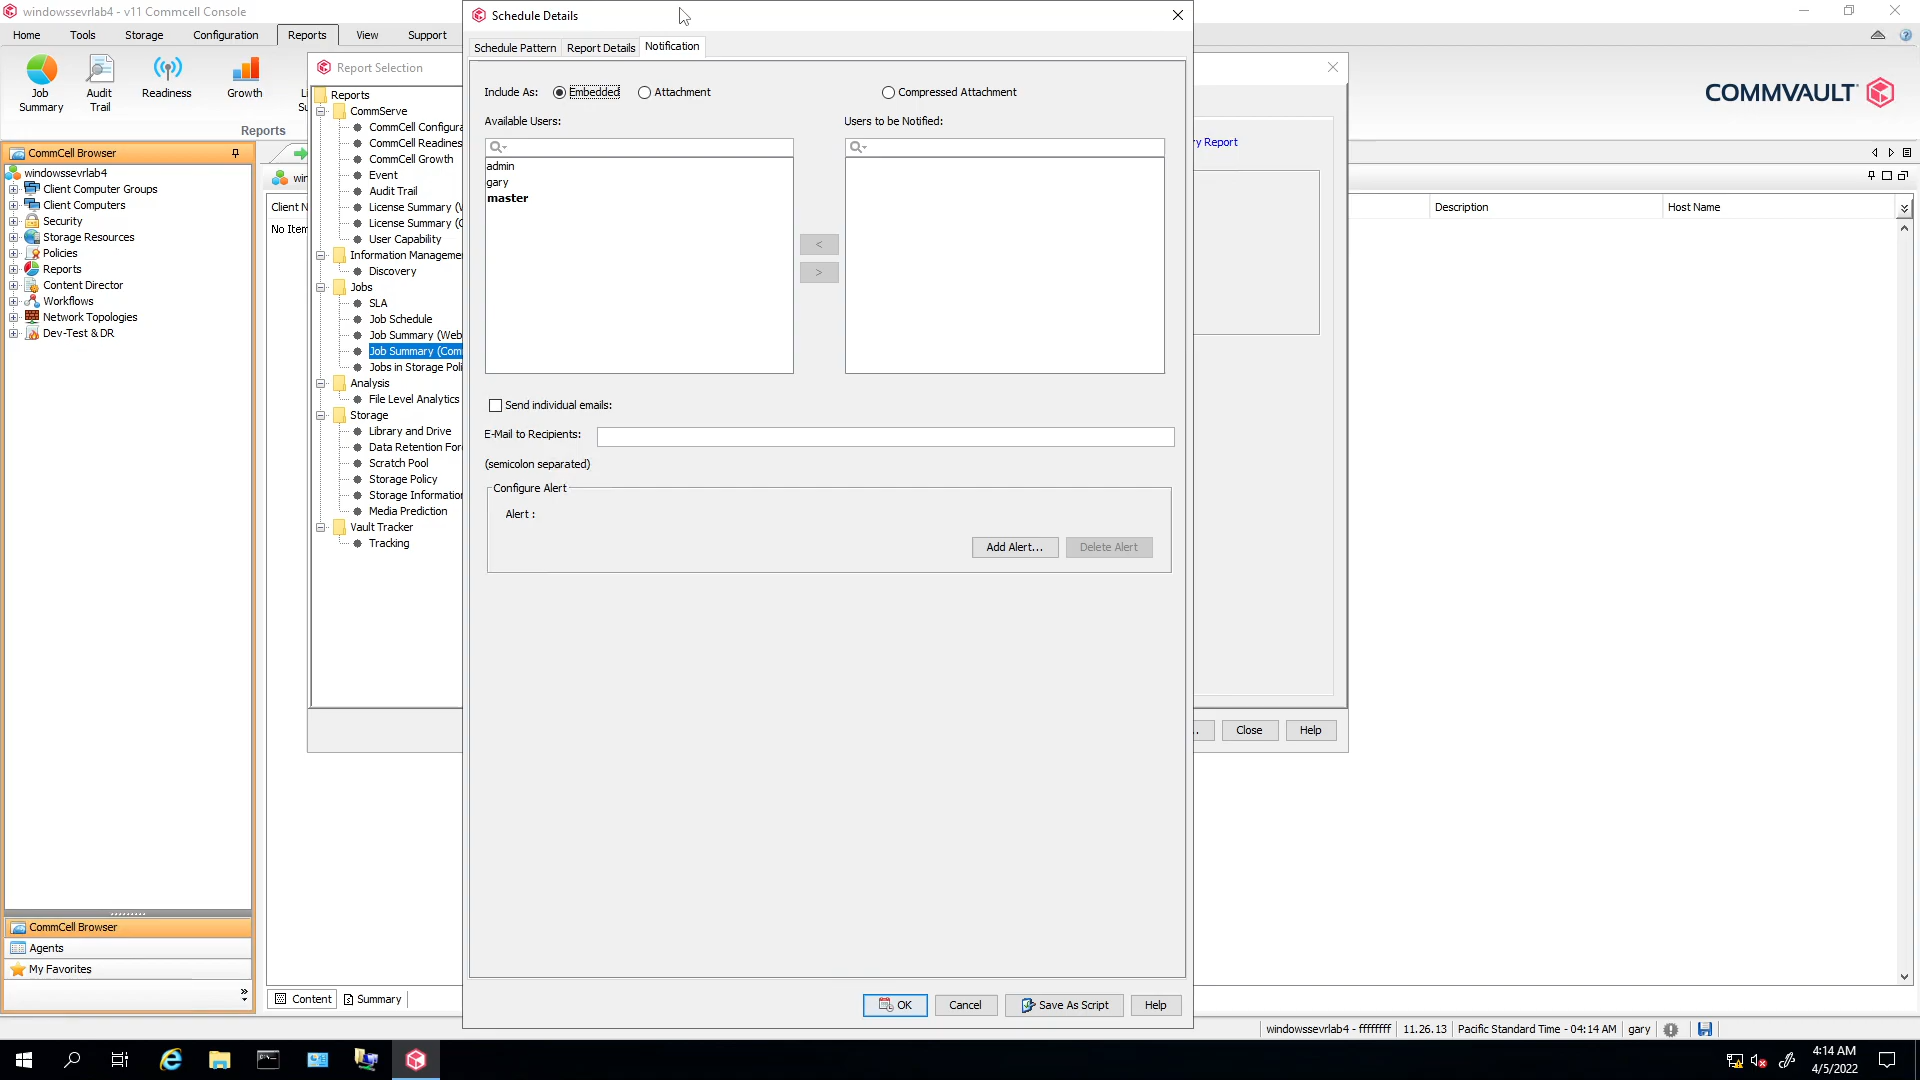 windowssevrlab4 - v11 Commcell Console
Schedule Details
Home Tools Storage Configuration Reports View Support
Schedule Pattern Report Details Notification
Job Summary
Audit Trail
Readiness
Growth
Reports
Report Selection
COMMVAULT
Include As: Embedded Attachment Compressed Attachment
Available Users:
Users to be Notified:
admin
gary
master
<
>
Send individual emails:
E-Mail to Recipients:
(semicolon separated)
Configure Alert
Alert :
Add Alert... Delete Alert
OK Cancel Save As Script Help
CommCell Browser
windowssevrlab4
Client Computer Groups
Client Computers
Security
Storage Resources
Policies
Reports
Content Director
Workflows
Network Topologies
Dev-Test & DR
CommCell Browser
Agents
My Favorites
Reports
CommServe
CommCell Configura
CommCell Readines
CommCell Growth
Event
Audit Trail
License Summary (
License Summary (
User Capability
Information Managemen
Discovery
Jobs
SLA
Job Schedule
Job Summary (Web
Job Summary (Com
Jobs in Storage Poli
Analysis
File Level Analytics
Storage
Library and Drive
Data Retention For
Scratch Pool
Storage Policy
Storage Information
Media Prediction
Vault Tracker
Tracking
win
Client N
No Item
y Report
Description
Host Name
Close Help
Content Summary
windowssevrlab4 - ffffffff 11.26.13 Pacific Standard Time - 04:14 AM gary
4:14 AM
4/5/2022